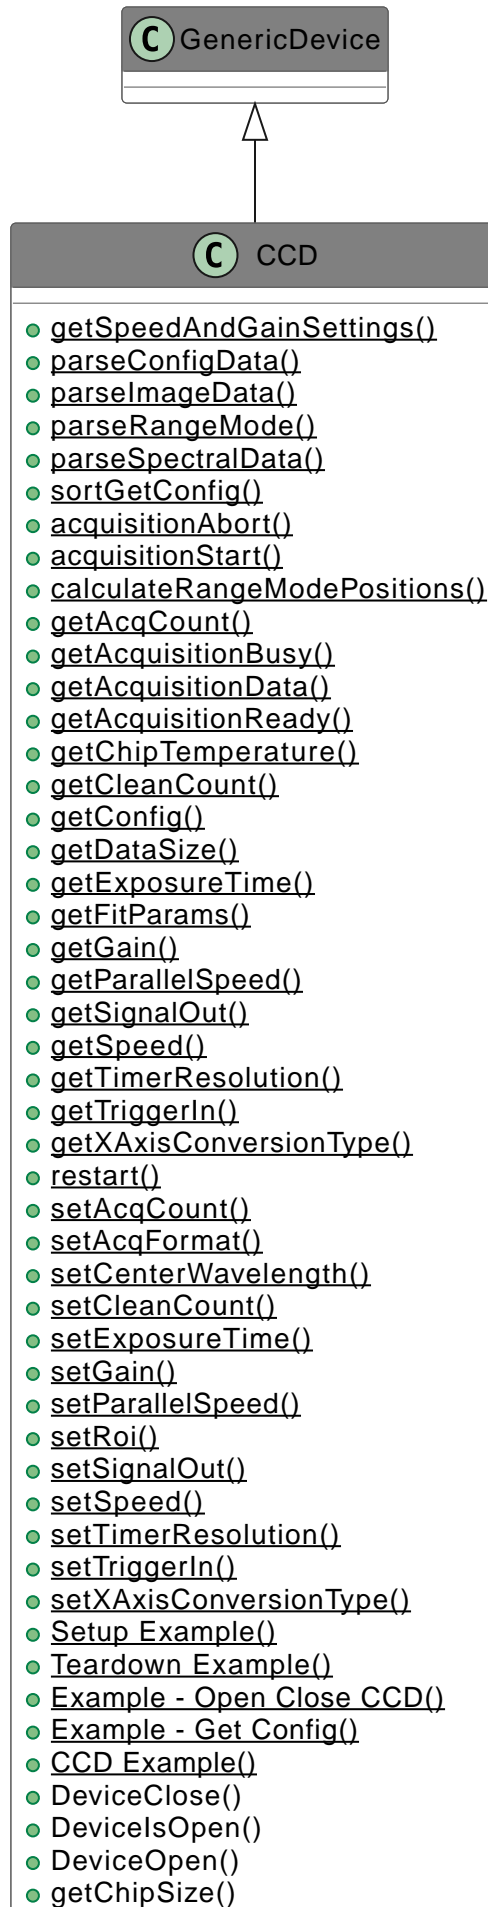 C GenericDevice
C CCD
getSpeedAndGainSettings()
parseConfigData()
parseImageData()
parseRangeMode()
parseSpectralData()
sortGetConfig()
acquisitionAbort()
acquisitionStart()
calculateRangeModePositions()
getAcqCount()
getAcquisitionBusy()
getAcquisitionData()
getAcquisitionReady()
getChipTemperature()
getCleanCount()
getConfig()
getDataSize()
getExposureTime()
getFitParams()
getGain()
getParallelSpeed()
getSignalOut()
getSpeed()
getTimerResolution()
getTriggerIn()
getXAxisConversionType()
restart()
setAcqCount()
setAcqFormat()
setCenterWavelength()
setCleanCount()
setExposureTime()
setGain()
setParallelSpeed()
setRoi()
setSignalOut()
setSpeed()
setTimerResolution()
setTriggerIn()
setXAxisConversionType()
Setup Example()
Teardown Example()
Example - Open Close CCD()
Example - Get Config()
CCD Example()
DeviceClose()
DeviceIsOpen()
DeviceOpen()
getChipSize()